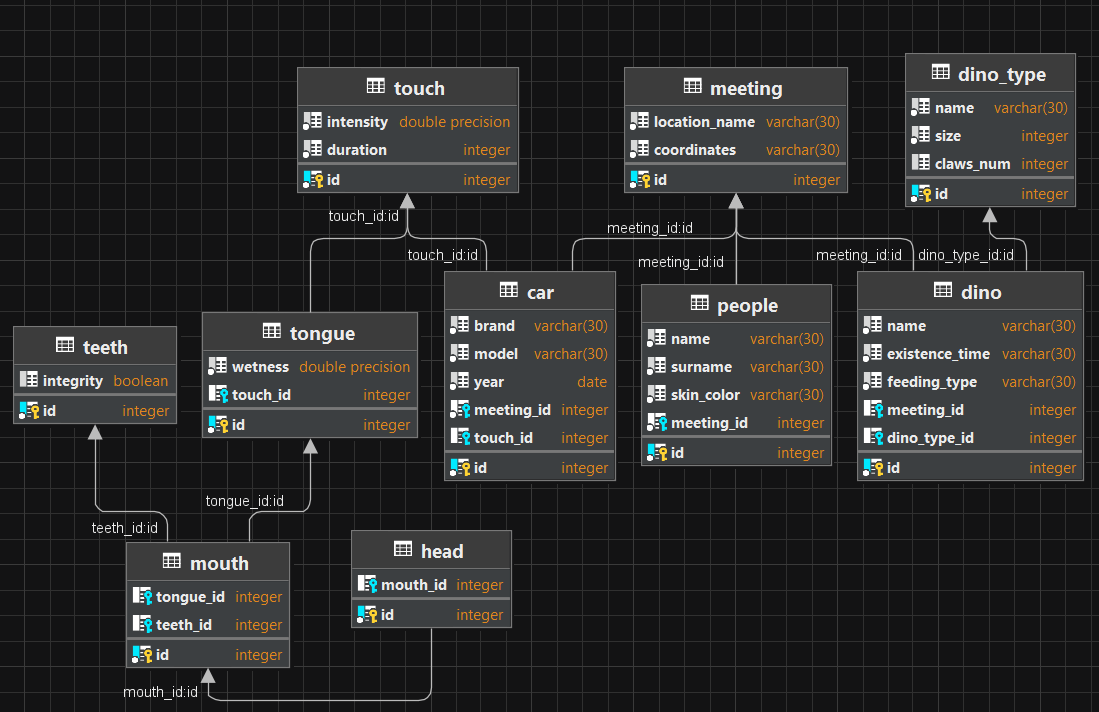 touch
intensity double precision
duration integer
id integer
meeting
location_name varchar(30)
coordinates varchar(30)
id integer
dino_type
name varchar(30)
size integer
claws_num integer
id integer
touch_id:id
touch_id:id
meeting_id:id
meeting_id:id
meeting_id:id
dino_type_id:id
teeth
integrity boolean
id integer
tongue
wetness double precision
touch_id integer
id integer
car
brand varchar(30)
model varchar(30)
year date
meeting_id integer
touch_id integer
id integer
people
name varchar(30)
surname varchar(30)
skin_color varchar(30)
meeting_id integer
id integer
dino
name varchar(30)
existence_time varchar(30)
feeding_type varchar(30)
meeting_id integer
dino_type_id integer
id integer
tongue_id:id
teeth_id:id
mouth
tongue_id integer
teeth_id integer
id integer
head
mouth_id integer
id integer
mouth_id:id